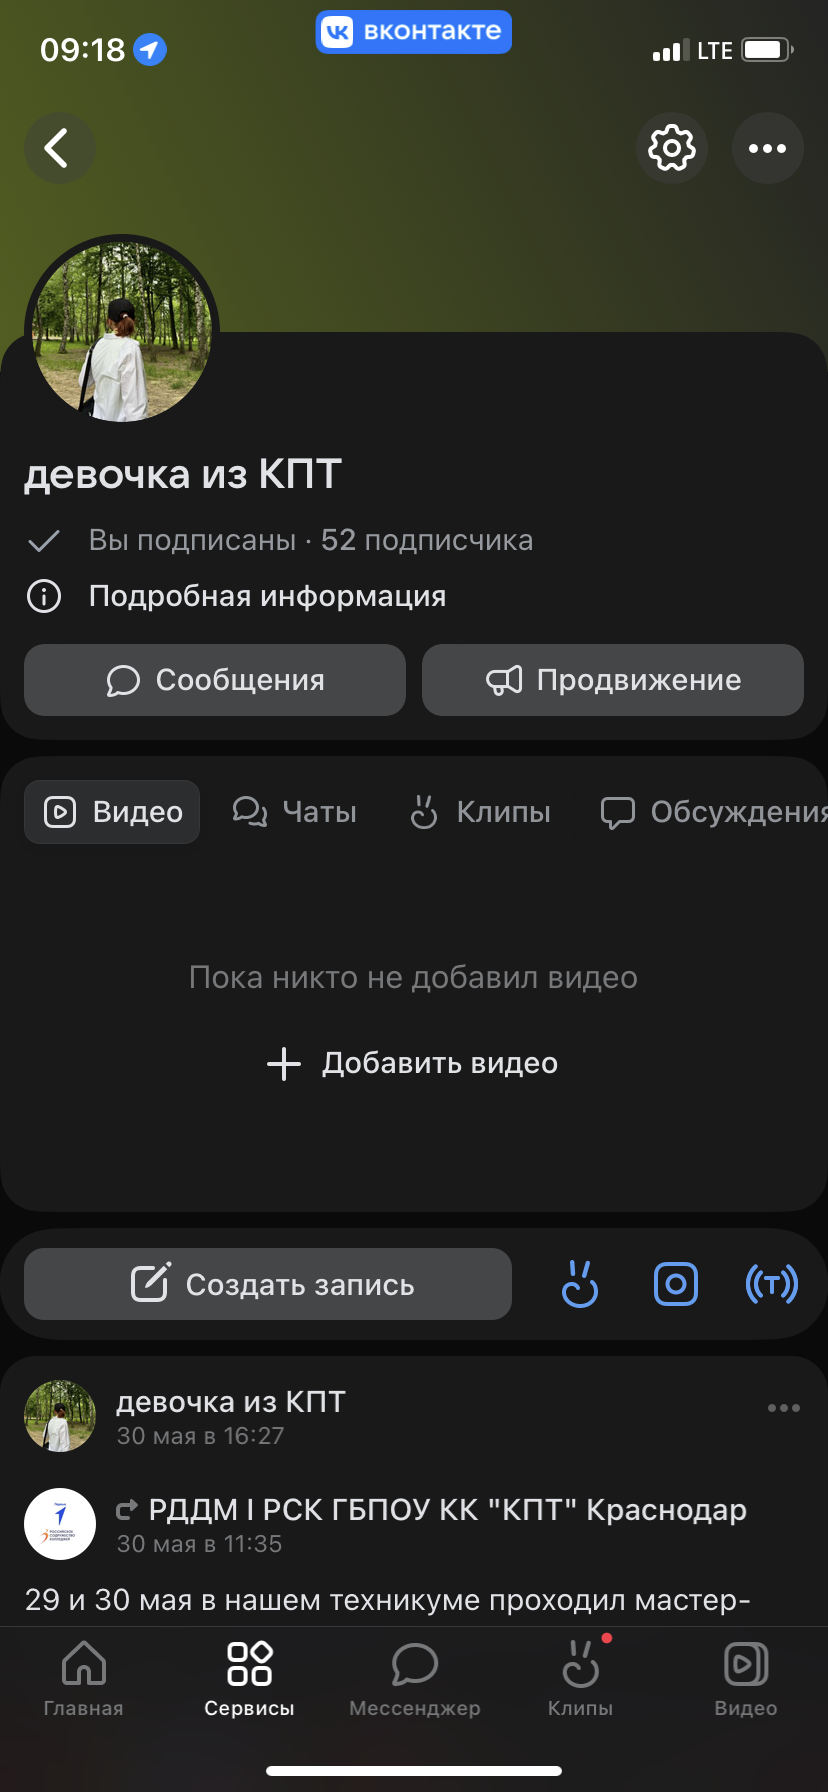 09:18
вконтакте
LTE
девочка из КПТ
Вы подписаны · 52 подписчика
Подробная информация
Сообщения
Продвижение
Видео
Чаты
Клипы
Обсуждения
Пока никто не добавил видео
Добавить видео
Создать запись
девочка из КПТ
30 мая в 16:27
РДДМ I РСК ГБПОУ КК "КПТ" Краснодар
30 мая в 11:35
29 и 30 мая в нашем техникуме проходил мастер-
Главная
Сервисы
Мессенджер
Клипы
Видео